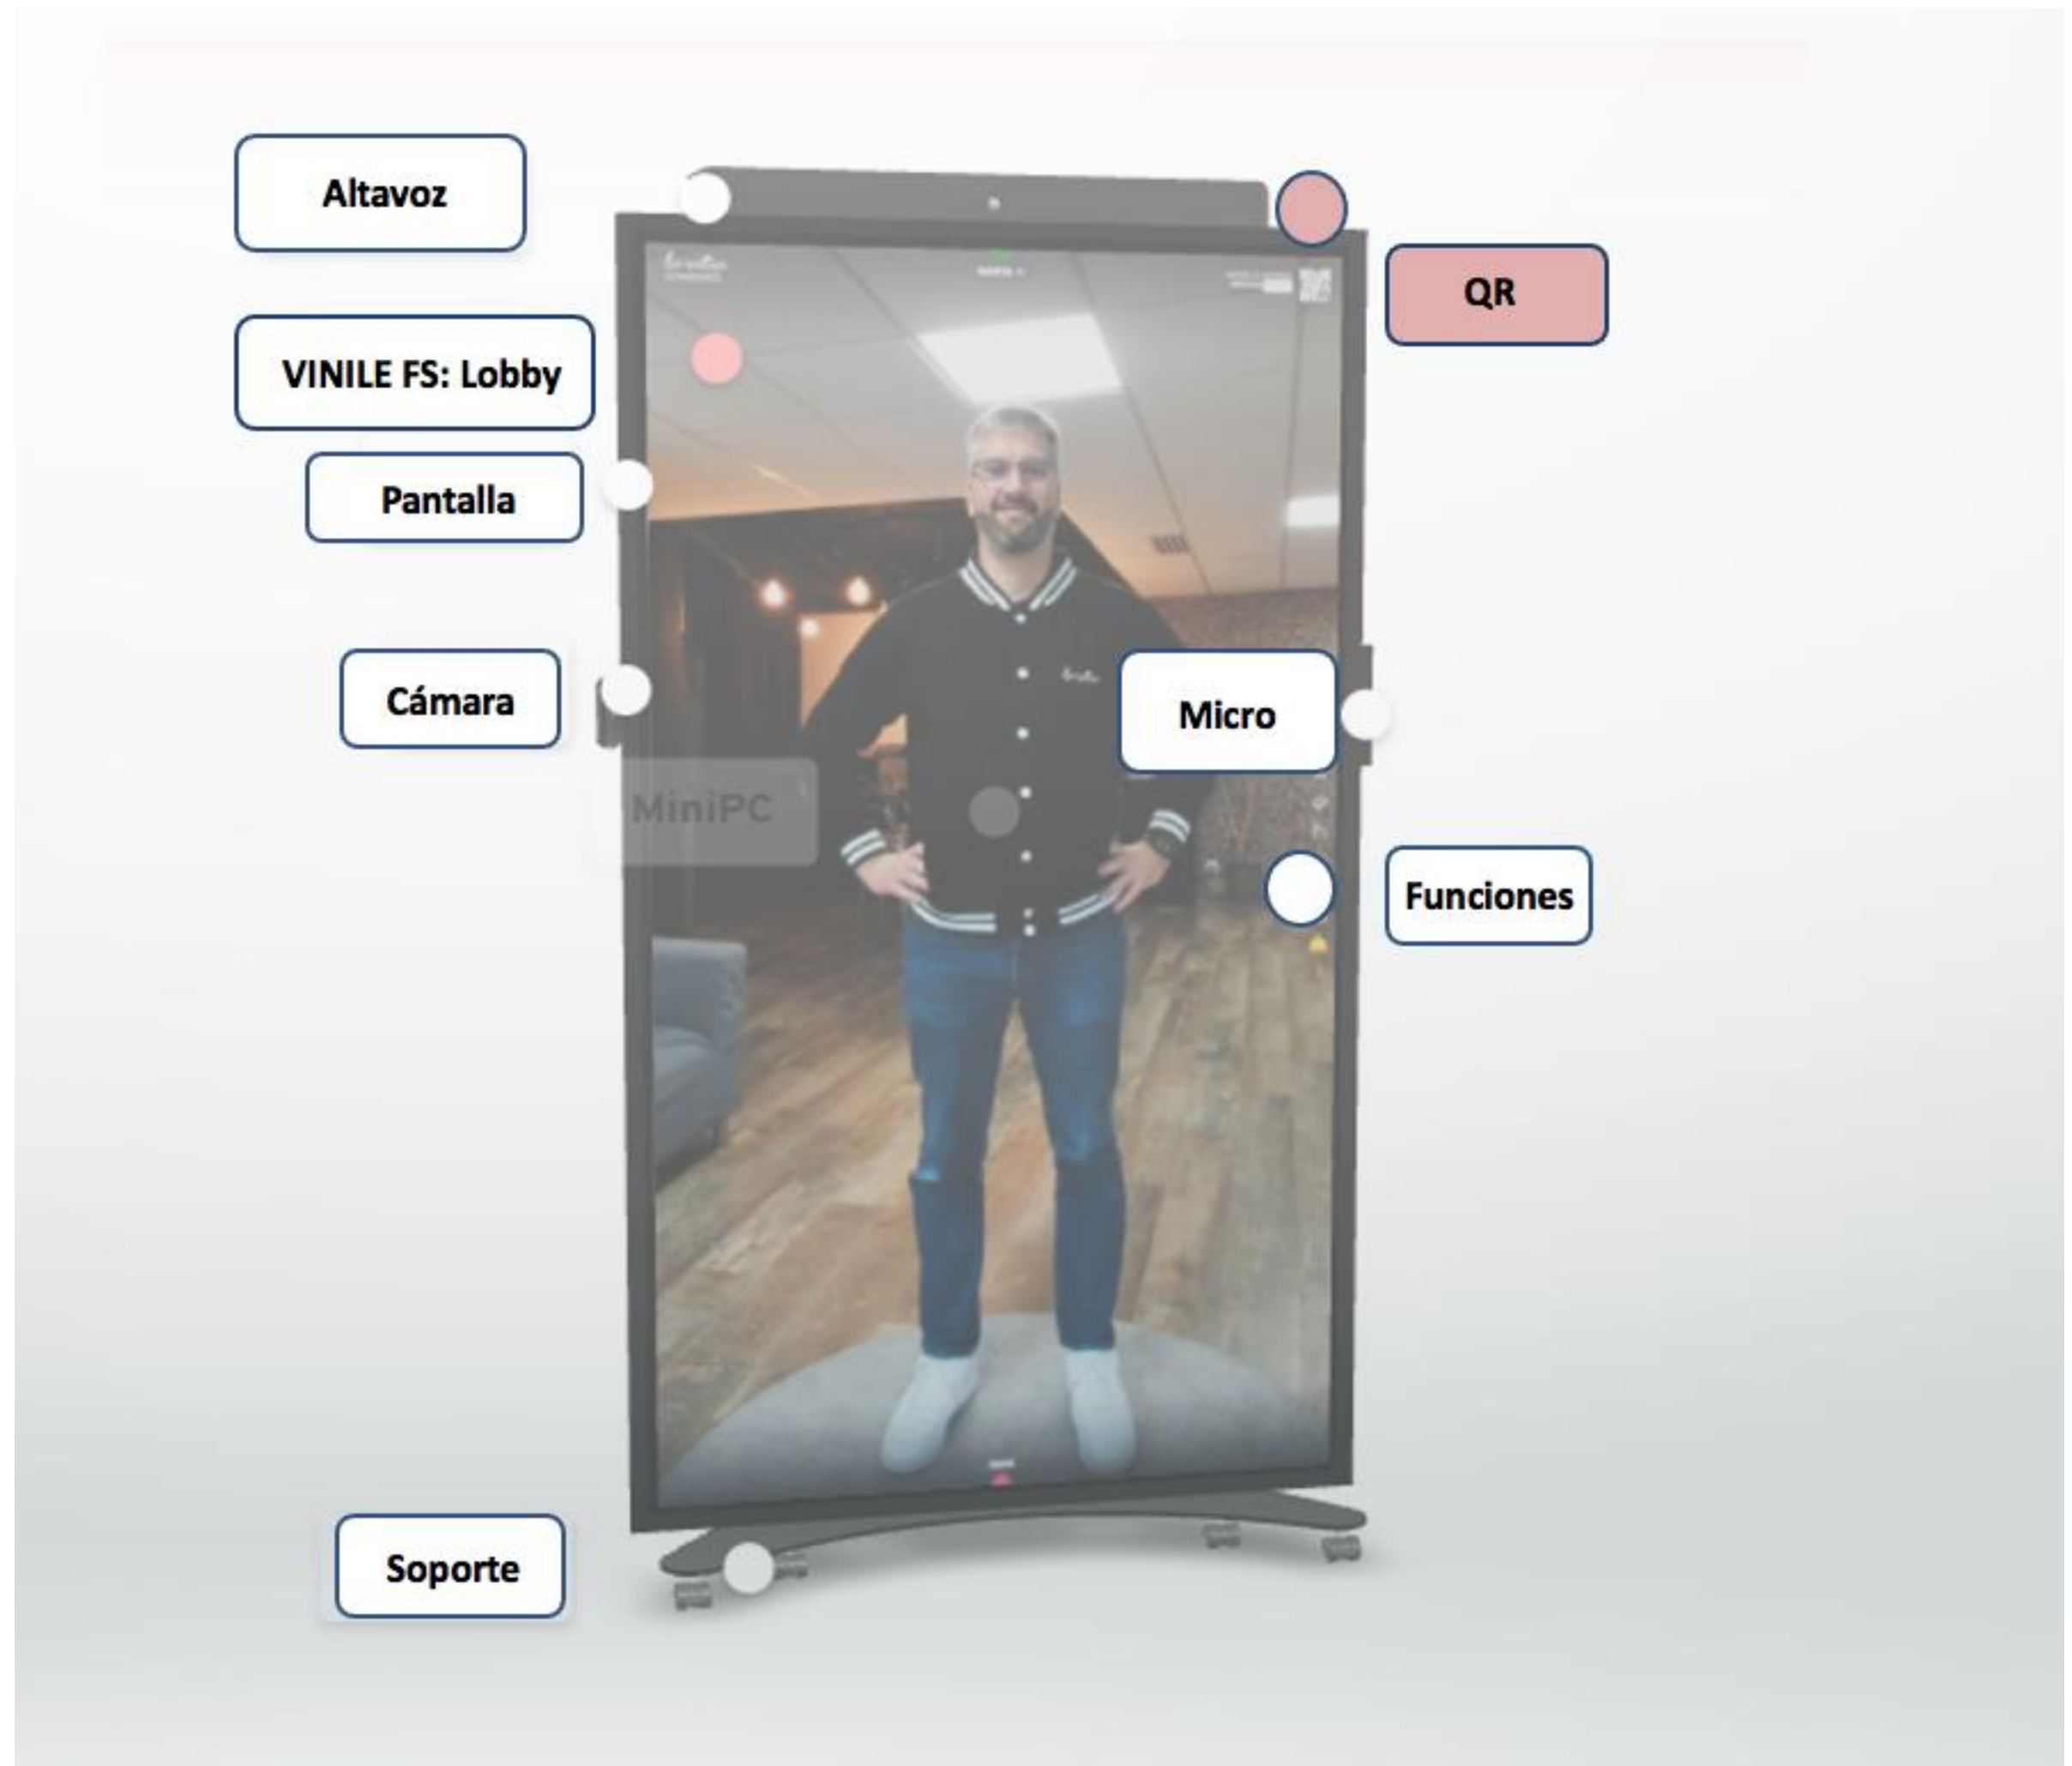 Altavoz
QR
VINILE FS: Lobby
Pantalla
Cámara
Micro
MiniPC
Funciones
Soporte